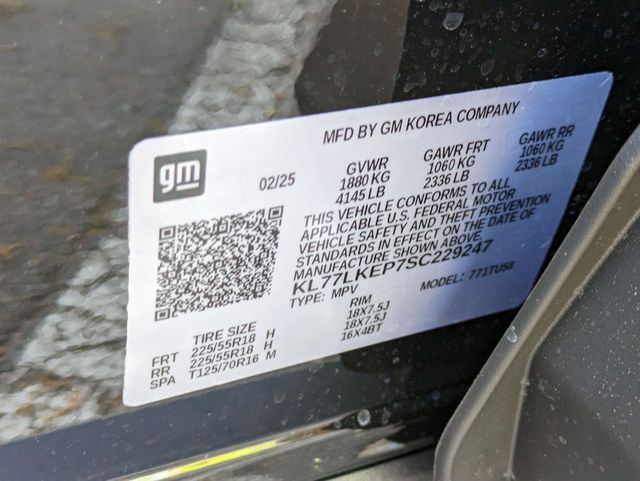 MFD BY GM KOREA COMPANY
gm
02/25
GVWR GAWR FRT GAWR RR
1880 KG 1060 KG 1060 KG
4145 LB 2336 LB 2336 LB
THIS VEHICLE CONFORMS TO ALL
APPLICABLE U.S. FEDERAL MOTOR
VEHICLE SAFETY AND THEFT PREVENTION
STANDARDS IN EFFECT ON THE DATE OF
MANUFACTURE SHOWN ABOVE.
KL77LKEP7SC229247
TYPE: MPV MODEL: 771TU58
TIRE SIZE RIM
FRT 225/55R18 H 18X7.5J
RR 225/55R18 H 18X7.5J
SPA T125/70R16 M 16X4BT